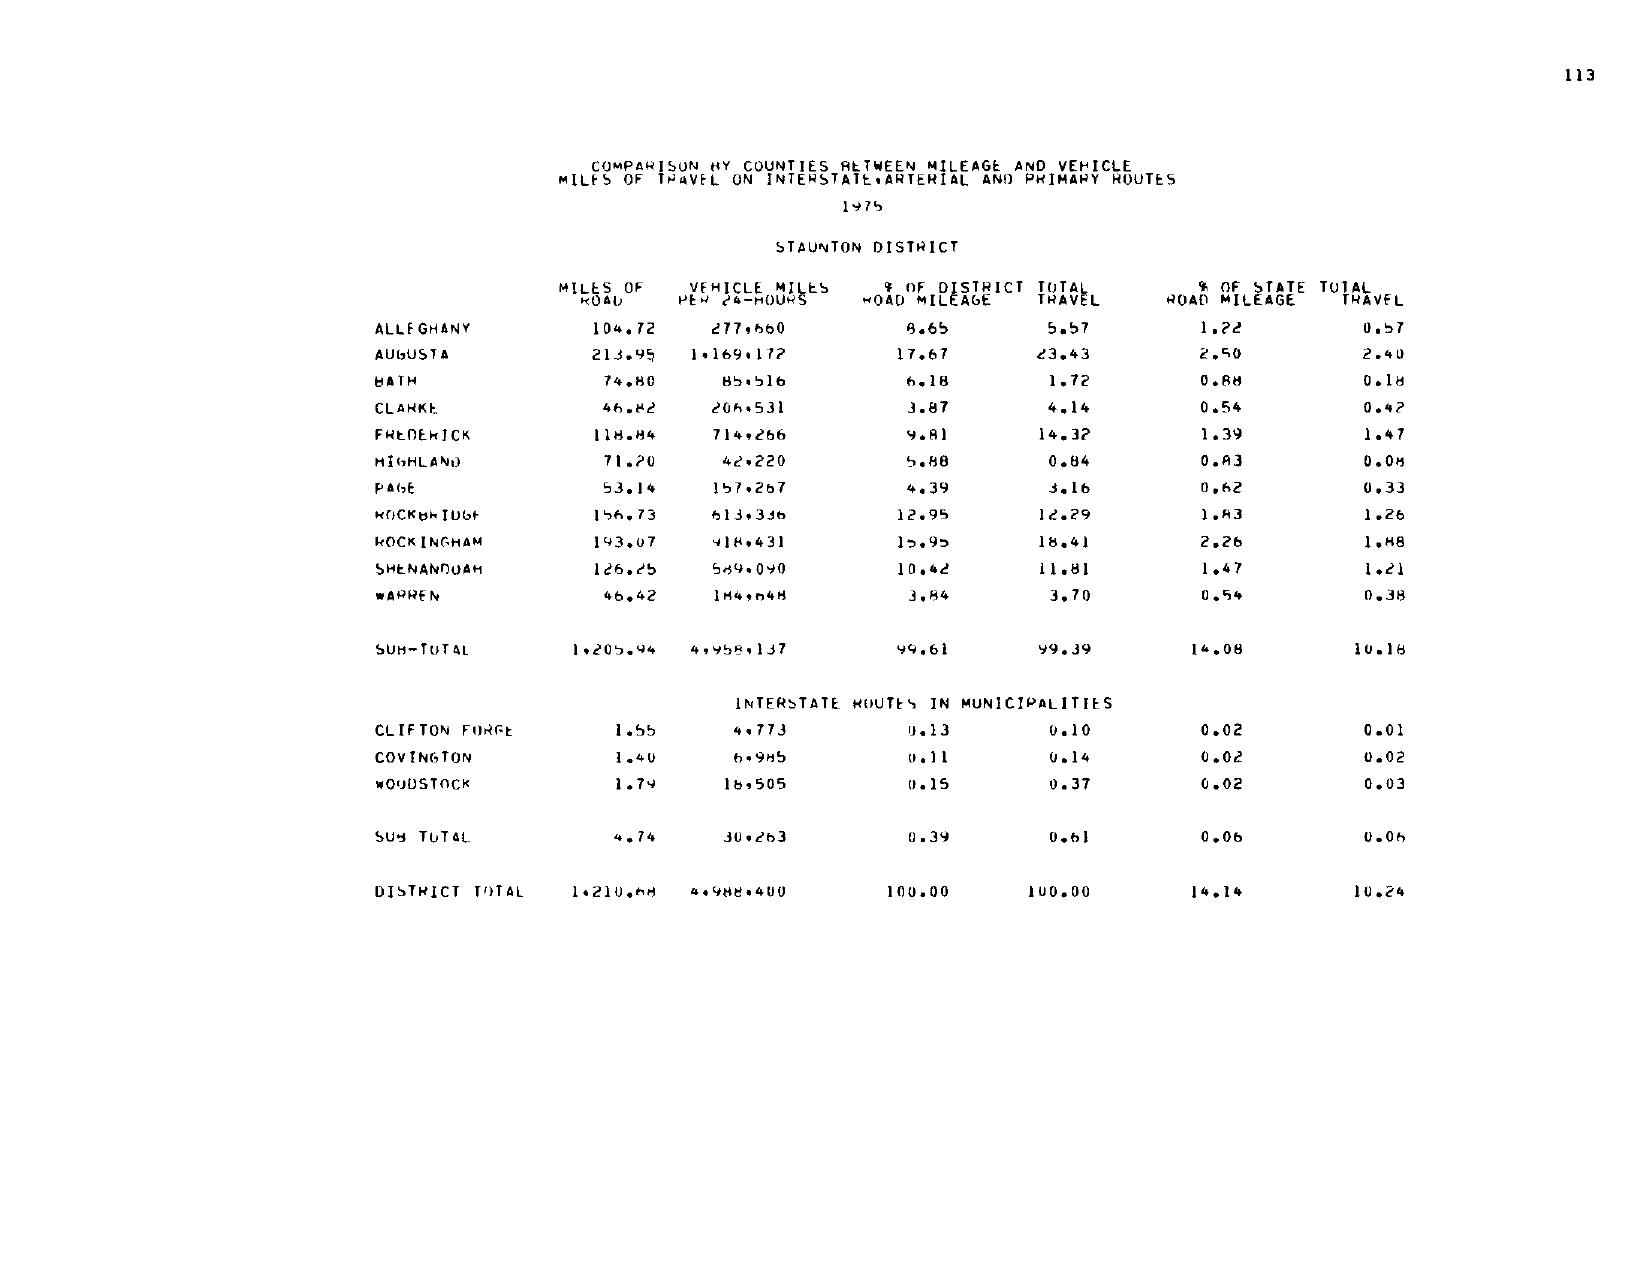 113
COMPARISON BY COUNTIES BETWEEN MILEAGE AND VEHICLE
MILES OF TRAVEL ON INTERSTATE,ARTERIAL AND PRIMARY ROUTES
1975
STAUNTON DISTRICT
MILES OF VEHICLE MILES % OF DISTRICT TOTAL % OF STATE TOTAL
ROAD PER 24-HOURS ROAD MILEAGE TRAVEL ROAD MILEAGE TRAVEL
ALLEGHANY 104.72 277,660 8.65 5.57 1.22 0.57
AUGUSTA 213.95 1,169,172 17.67 23.43 2.50 2.40
BATH 74.80 85,516 6.18 1.72 0.88 0.18
CLARKE 46.82 206,531 3.87 4.14 0.54 0.42
FREDERICK 118.84 714,266 9.81 14.32 1.39 1.47
HIGHLAND 71.20 42,220 5.88 0.84 0.83 0.08
PAGE 53.14 157,267 4.39 3.16 0.62 0.33
ROCKBRIDGE 156.73 613,336 12.95 12.29 1.83 1.26
ROCKINGHAM 193.07 918,431 15.95 18.41 2.26 1.88
SHENANDOAH 126.25 589,090 10.42 11.81 1.47 1.21
WARREN 46.42 184,648 3.84 3.70 0.54 0.38
SUB-TOTAL 1,205.94 4,958,137 99.61 99.39 14.08 10.18
INTERSTATE ROUTES IN MUNICIPALITIES
CLIFTON FORGE 1.55 4,773 0.13 0.10 0.02 0.01
COVINGTON 1.40 6,985 0.11 0.14 0.02 0.02
WOODSTOCK 1.79 18,505 0.15 0.37 0.02 0.03
SUB TOTAL 4.74 30,263 0.39 0.61 0.06 0.06
DISTRICT TOTAL 1,210.68 4,988,400 100.00 100.00 14.14 10.24